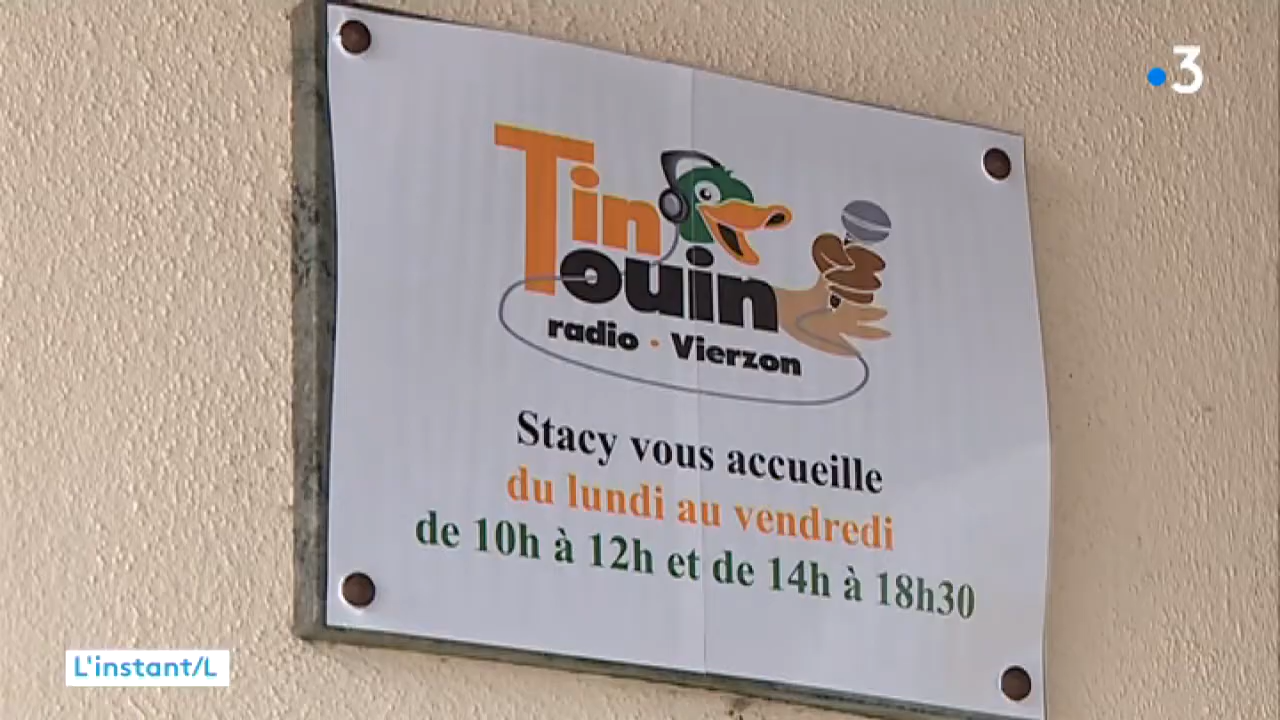 3
Tin
ouin
radio · Vierzon
Stacy vous accueille
du lundi au vendredi
de 10h à 12h et de 14h à 18h30
L'instant/L